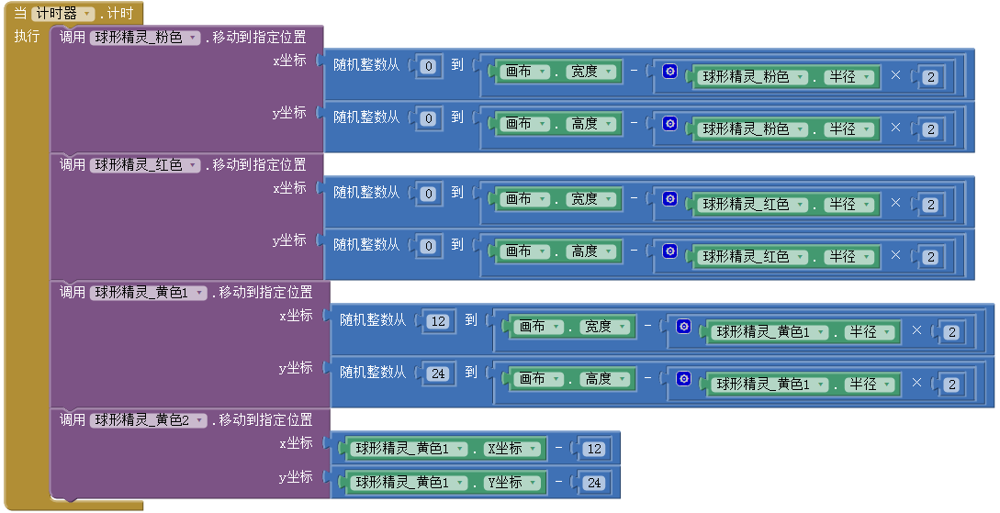 当 计时器 .计时
执行 调用 球形精灵_粉色 .移动到指定位置
x坐标 随机整数从 0 到 画布 . 宽度 - 球形精灵_粉色 . 半径 × 2
y坐标 随机整数从 0 到 画布 . 高度 - 球形精灵_粉色 . 半径 × 2
调用 球形精灵_红色 .移动到指定位置
x坐标 随机整数从 0 到 画布 . 宽度 - 球形精灵_红色 . 半径 × 2
y坐标 随机整数从 0 到 画布 . 高度 - 球形精灵_红色 . 半径 × 2
调用 球形精灵_黄色1 .移动到指定位置
x坐标 随机整数从 12 到 画布 . 宽度 - 球形精灵_黄色1 . 半径 × 2
y坐标 随机整数从 24 到 画布 . 高度 - 球形精灵_黄色1 . 半径 × 2
调用 球形精灵_黄色2 .移动到指定位置
x坐标 球形精灵_黄色1 . X坐标 - 12
y坐标 球形精灵_黄色1 . Y坐标 - 24